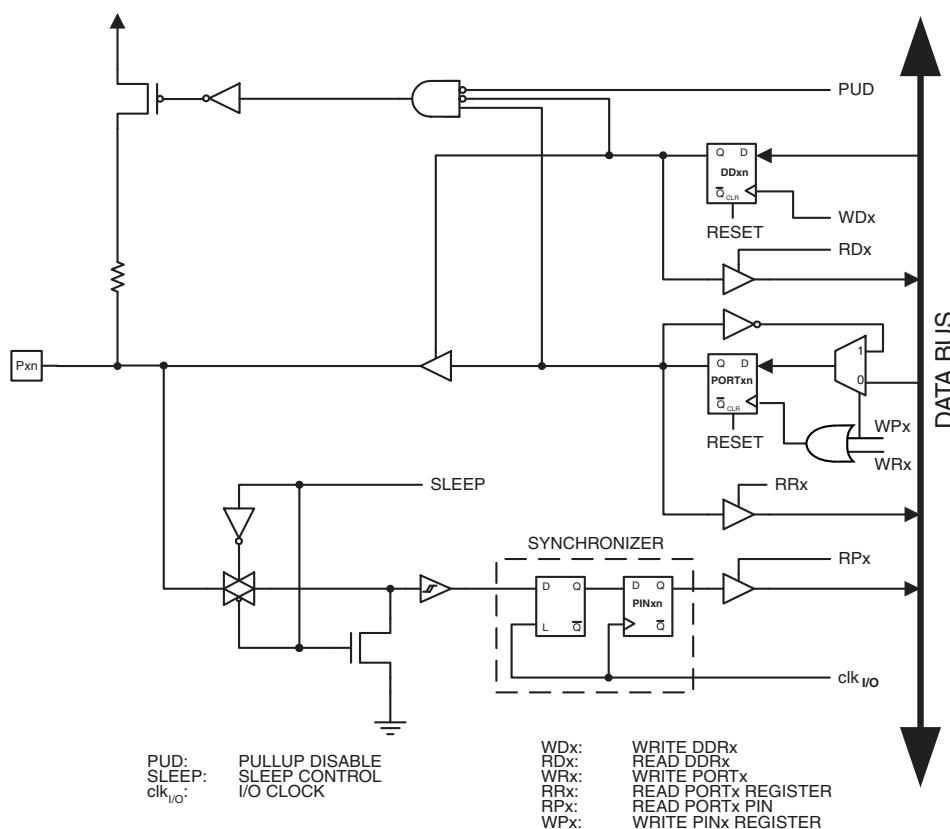 PUD
Q D
DDxn
Q CLR
WDx
RESET
RDx
DATA BUS
Pxn
1
Q D
PORTxn
0
Q CLR
RESET
WPx
WRx
SLEEP
RRx
SYNCHRONIZER
RPx
D Q
D Q
PINxn
L Q
Q
clk I/O
PUD: PULLUP DISABLE
SLEEP: SLEEP CONTROL
clkI/O: I/O CLOCK
WDx: WRITE DDRx
RDx: READ DDRx
WRx: WRITE PORTx
RRx: READ PORTx REGISTER
RPx: READ PORTx PIN
WPx: WRITE PINx REGISTER